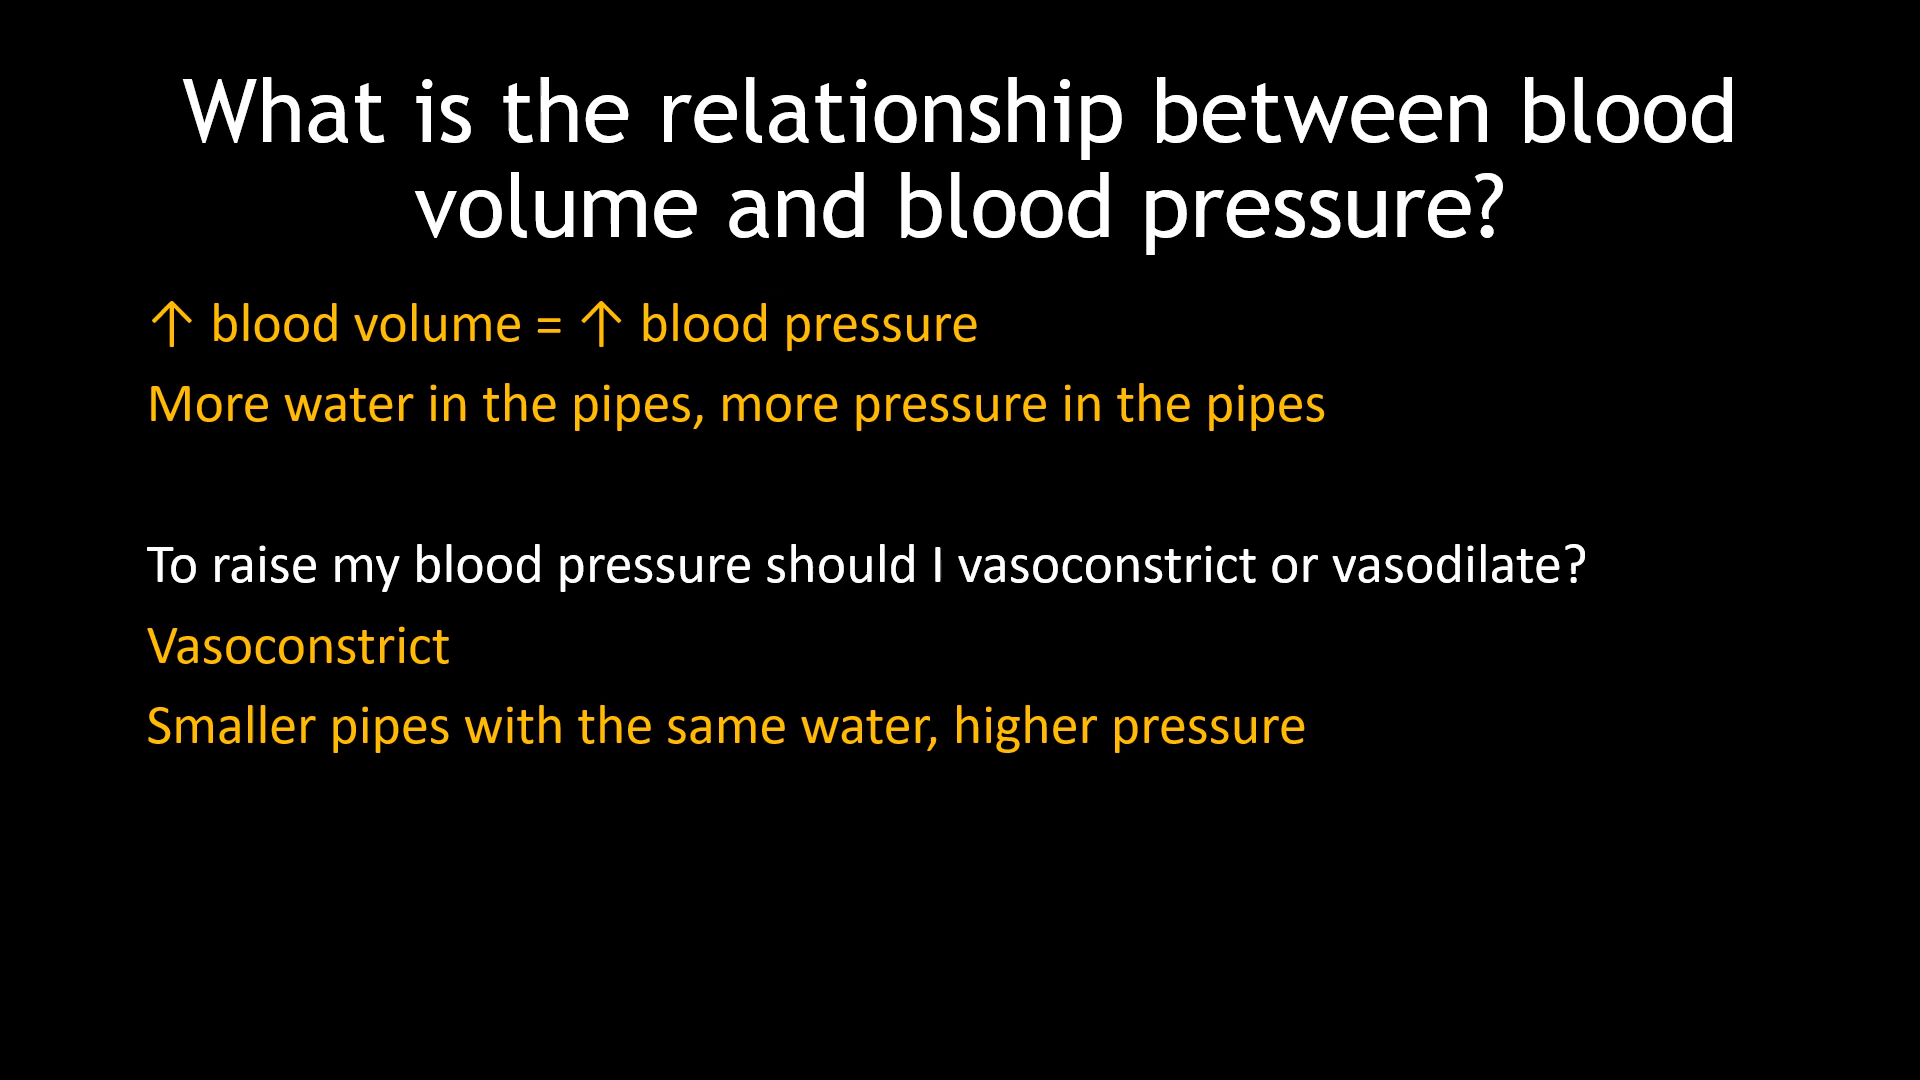 What is the relationship between blood
volume and blood pressure?
↑ blood volume = ↑ blood pressure
More water in the pipes, more pressure in the pipes
To raise my blood pressure should I vasoconstrict or vasodilate?
Vasoconstrict
Smaller pipes with the same water, higher pressure